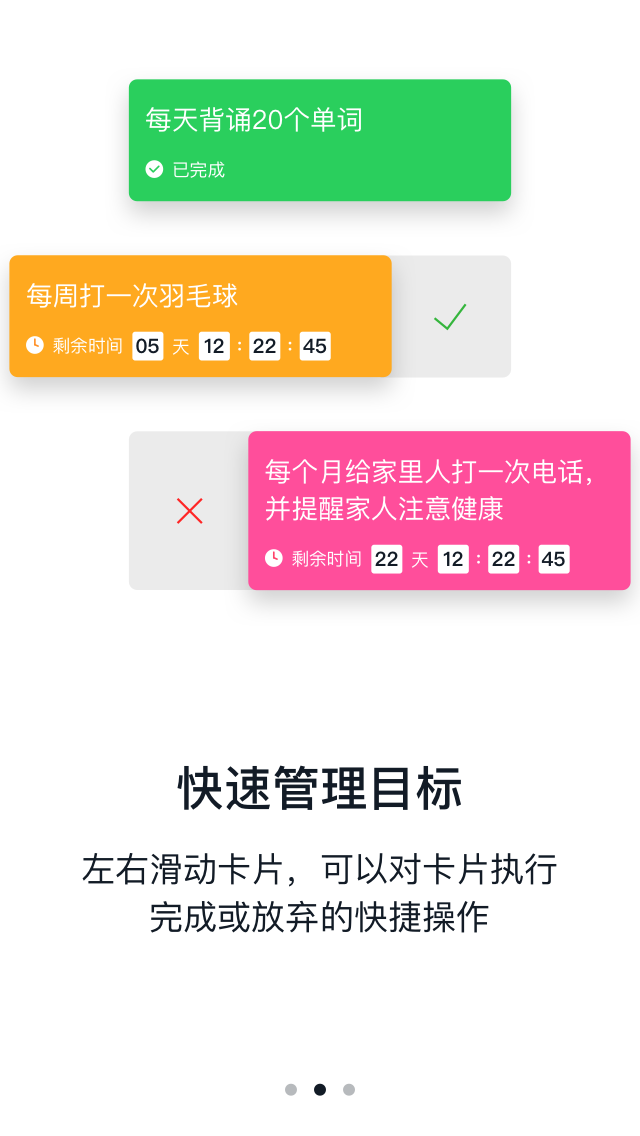 每天背诵20个单词
已完成
每周打一次羽毛球
剩余时间 05 天 12 : 22 : 45
每个月给家里人打一次电话，
并提醒家人注意健康
剩余时间 22 天 12 : 22 : 45
快速管理目标
左右滑动卡片，可以对卡片执行
完成或放弃的快捷操作